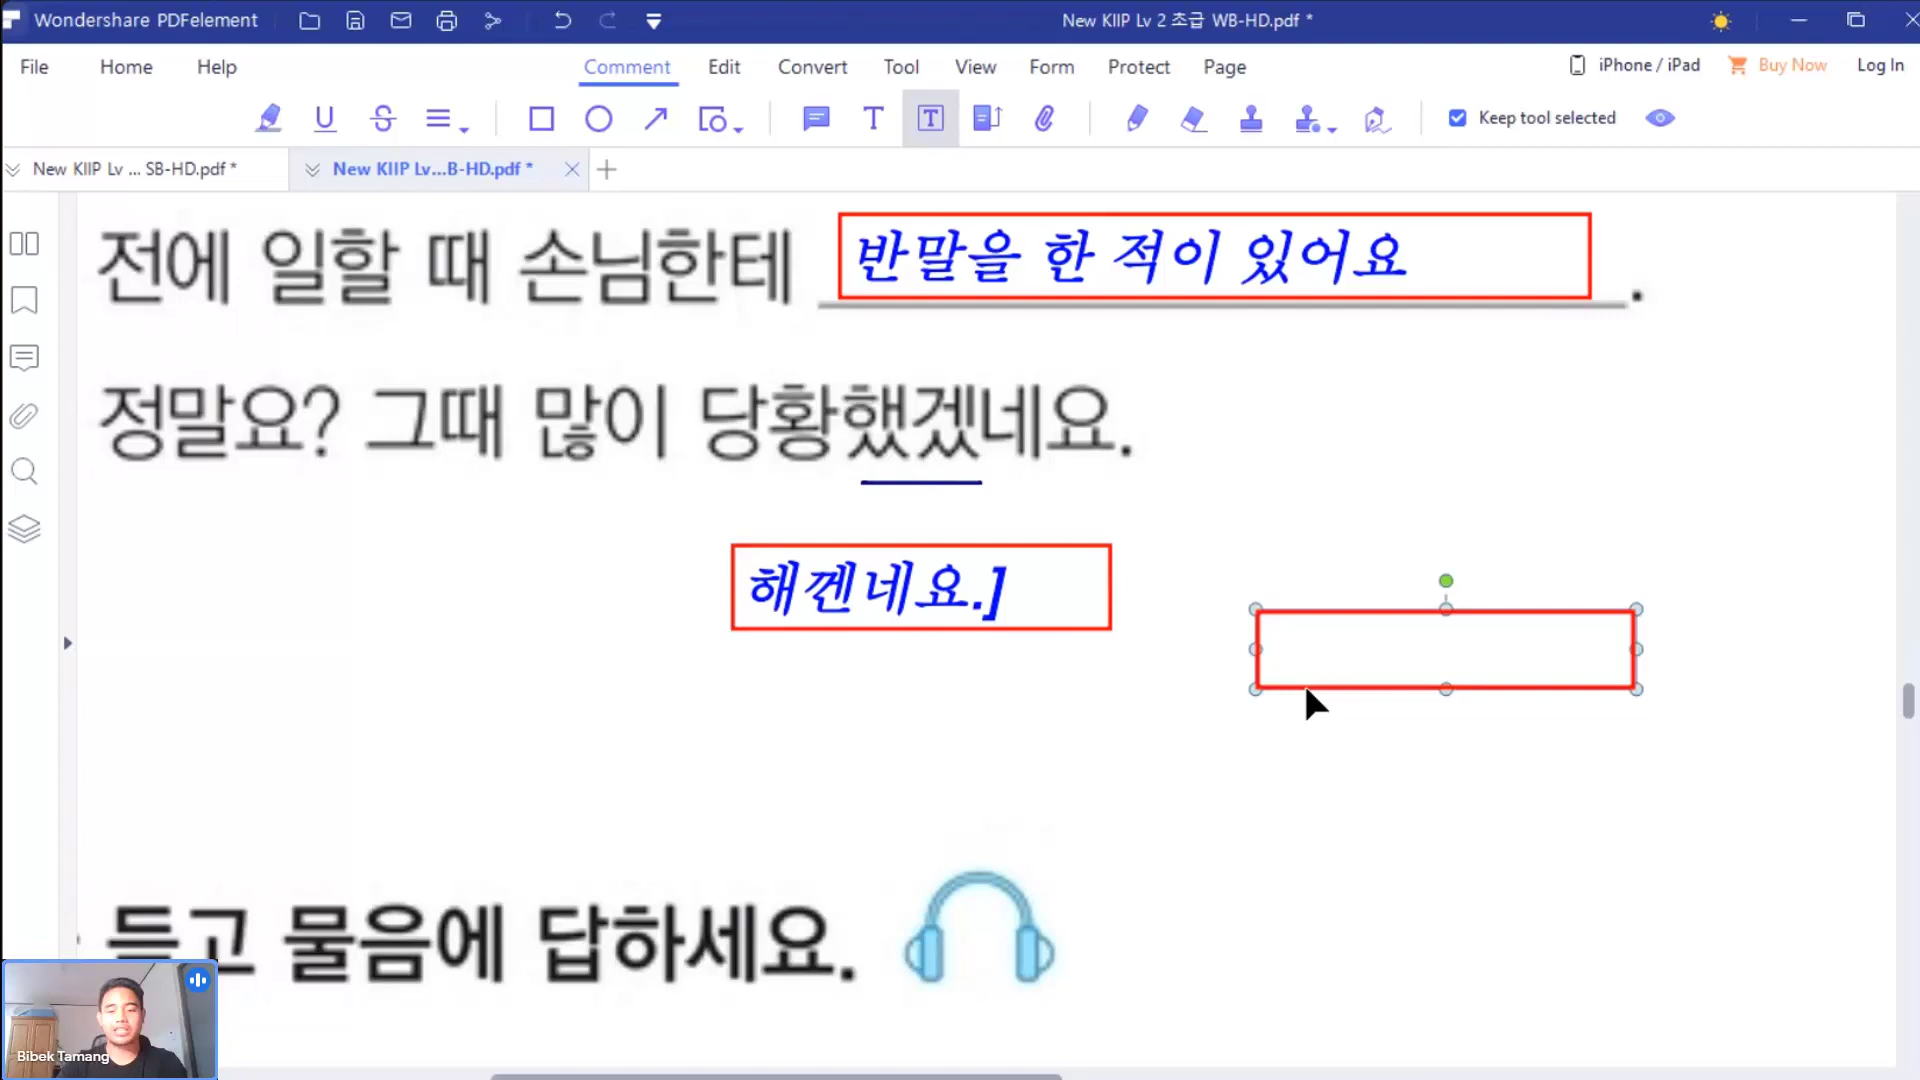 Wondershare PDFelement
New KIIP Lv 2 초급 WB-HD.pdf *
File Home Help Comment Edit Convert Tool View Form Protect Page iPhone / iPad Buy Now Log In
Keep tool selected
New KIIP Lv ... SB-HD.pdf * New KIIP Lv...B-HD.pdf *
전에 일할 때 손님한테 반말을 한 적이 있어요 .
정말요? 그때 많이 당황했겠네요.
해껜네요.]
듣고 물음에 답하세요.
Bibek Tamang